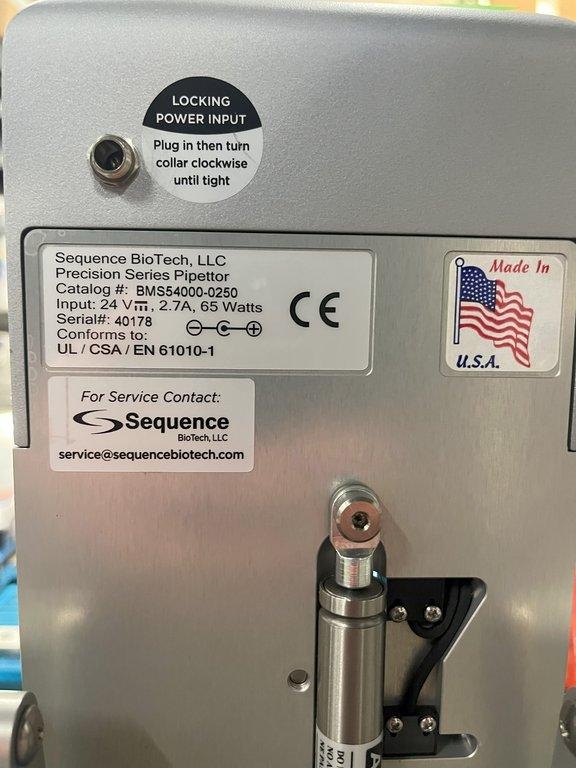 LOCKING
POWER INPUT
Plug in then turn
collar clockwise
until tight
Sequence BioTech, LLC
Precision Series Pipettor
Catalog #: BMS54000-0250
Input: 24 V⎓, 2.7A, 65 Watts
Serial#: 40178
Conforms to:
UL / CSA / EN 61010-1
CE
Made In
U.S.A.
For Service Contact:
Sequence
BioTech, LLC
service@sequencebiotech.com